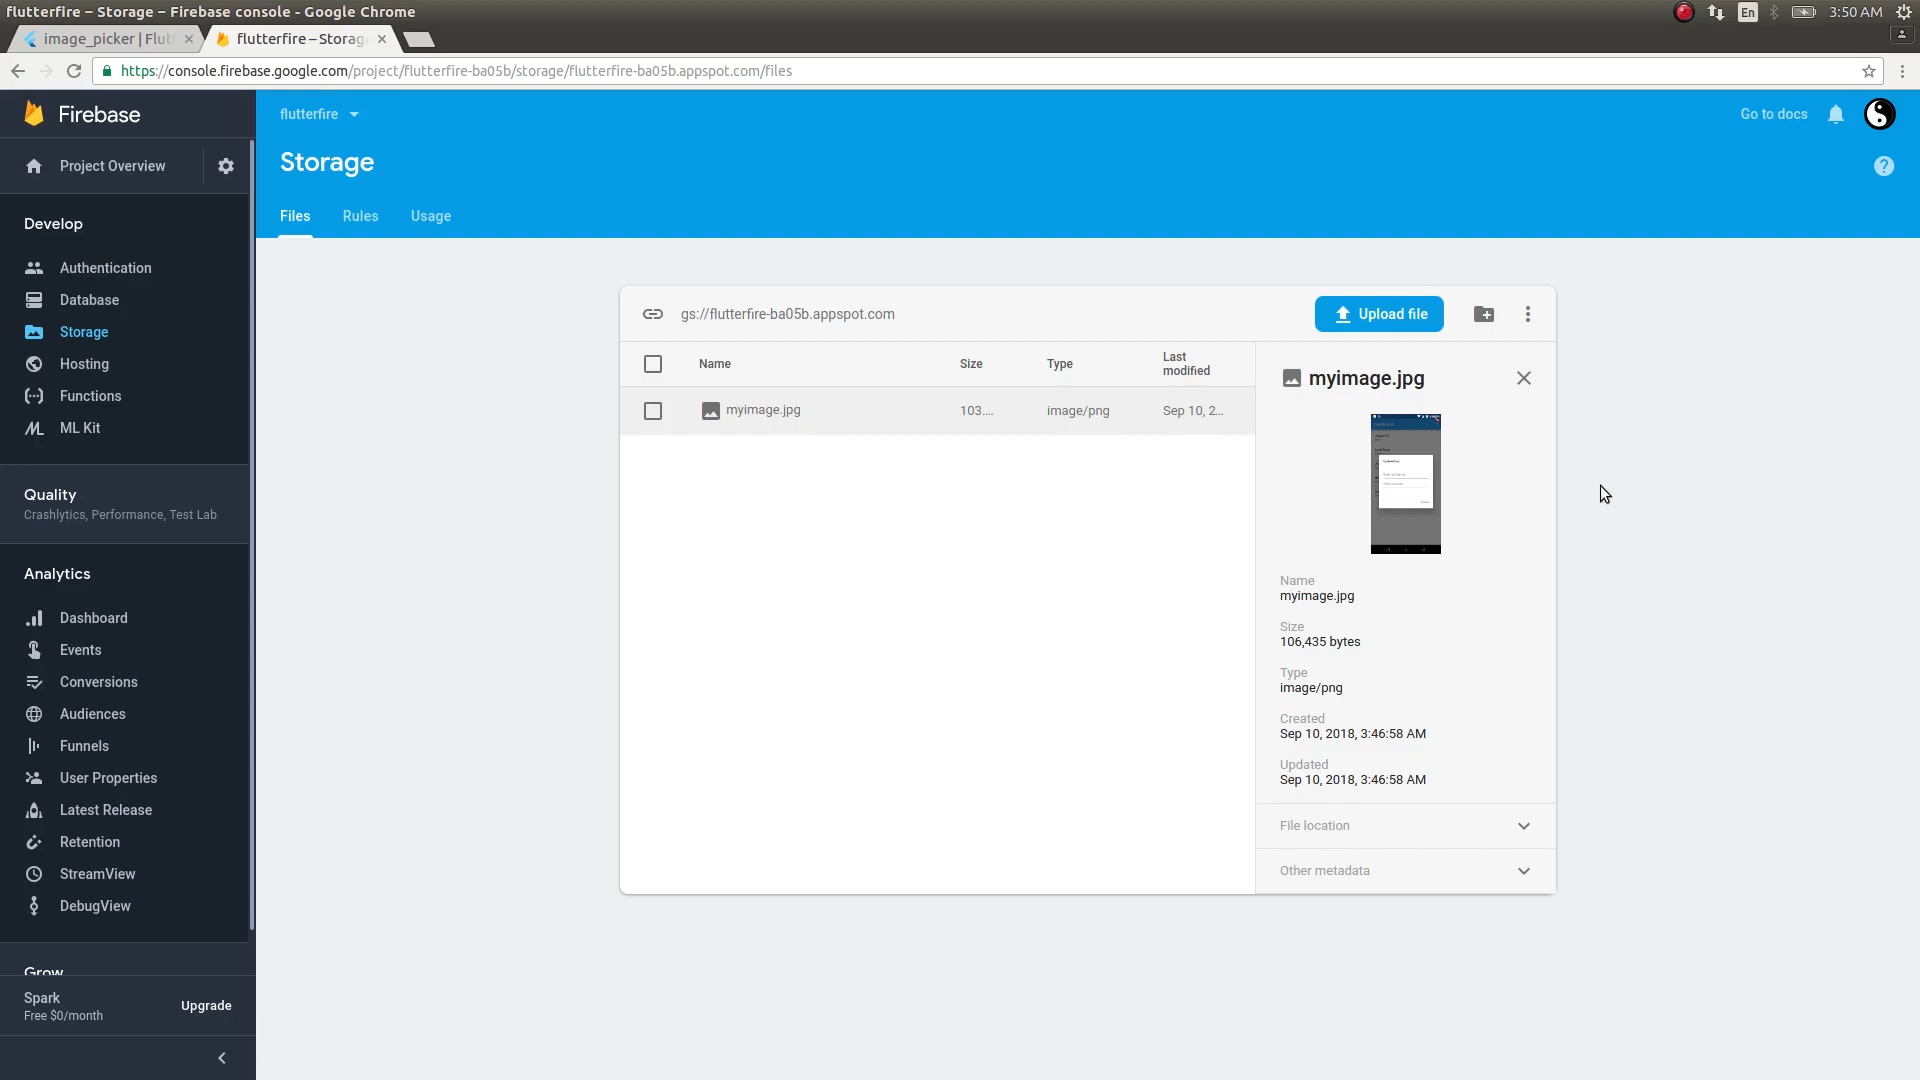 flutterfire – Storage – Firebase console - Google Chrome
En
3:50 AM
image_picker | Flut
flutterfire – Storag
https://console.firebase.google.com/project/flutterfire-ba05b/storage/flutterfire-ba05b.appspot.com/files
Firebase
flutterfire
Go to docs
Project Overview
Storage
Files
Rules
Usage
Develop
Authentication
Database
Storage
Hosting
Functions
ML Kit
Quality
Crashlytics, Performance, Test Lab
Analytics
Dashboard
Events
Conversions
Audiences
Funnels
User Properties
Latest Release
Retention
StreamView
DebugView
Grow
Spark
Free $0/month
Upgrade
gs://flutterfire-ba05b.appspot.com
Upload file
Name
Size
Type
Last modified
myimage.jpg
103....
image/png
Sep 10, 2...
myimage.jpg
Name
myimage.jpg
Size
106,435 bytes
Type
image/png
Created
Sep 10, 2018, 3:46:58 AM
Updated
Sep 10, 2018, 3:46:58 AM
File location
Other metadata